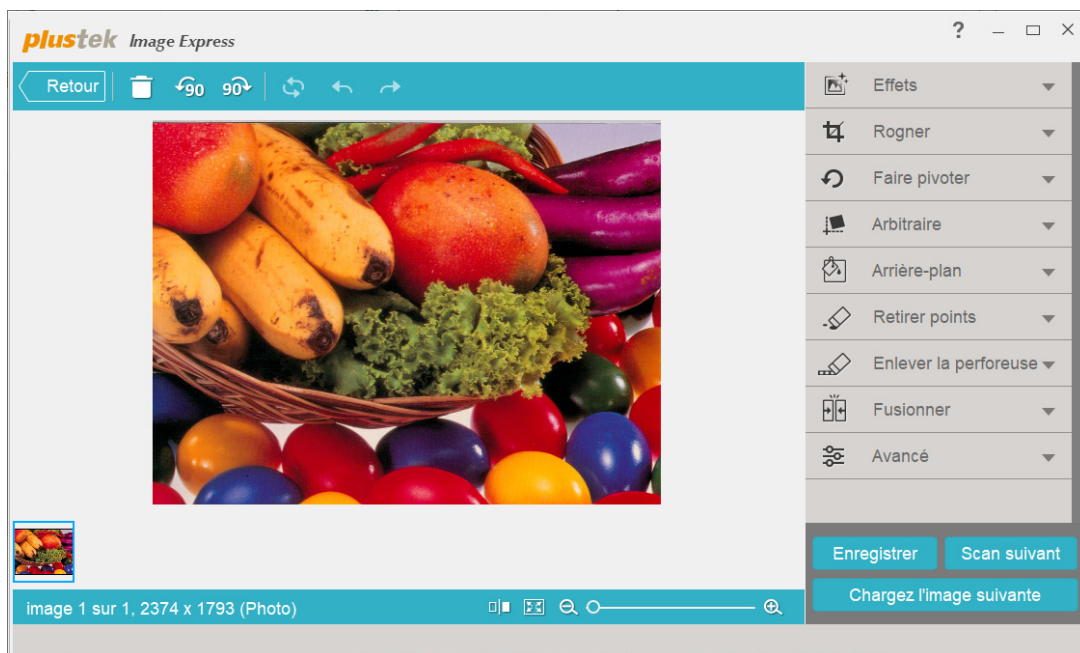 plustek Image Express
?
Retour
90
90
Effets
Rogner
Faire pivoter
Arbitraire
Arrière-plan
Retirer points
Enlever la perforeuse
Fusionner
Avancé
Enregistrer
Scan suivant
Chargez l'image suivante
image 1 sur 1, 2374 x 1793 (Photo)